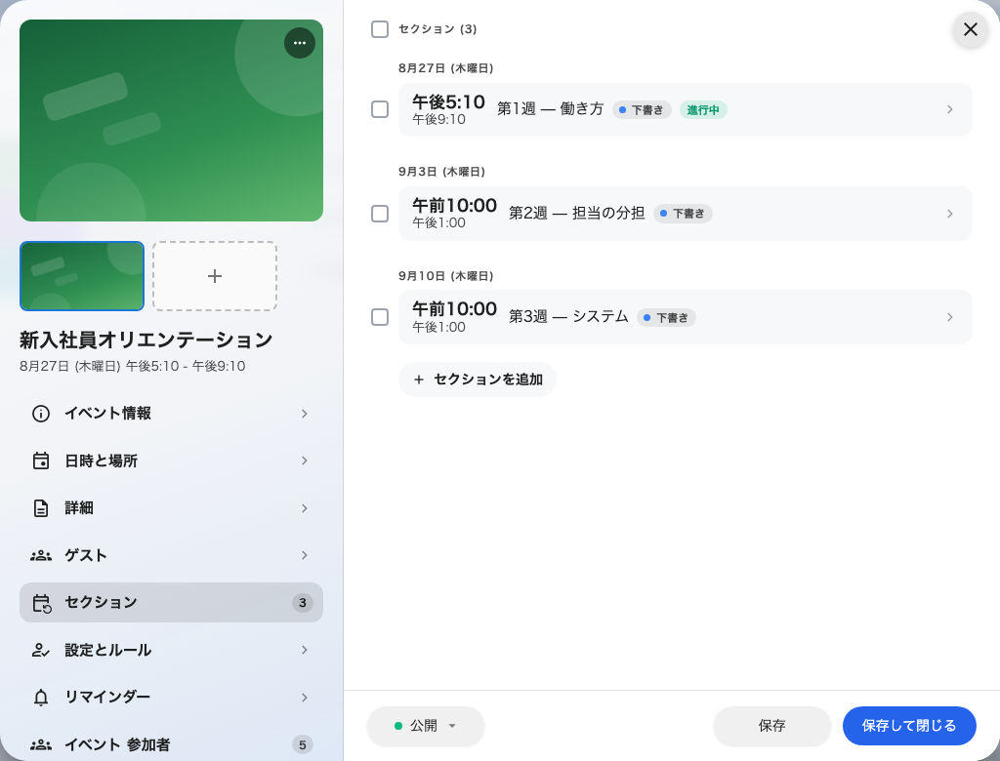 新入社員オリエンテーション
8月27日 (木曜日) 午後5:10 - 午後9:10
イベント情報
日時と場所
詳細
ゲスト
セクション 3
設定とルール
リマインダー
イベント 参加者 5
セクション (3)
8月27日 (木曜日)
午後5:10 第1週 — 働き方 下書き 進行中
午後9:10
9月3日 (木曜日)
午前10:00 第2週 — 担当の分担 下書き
午後1:00
9月10日 (木曜日)
午前10:00 第3週 — システム 下書き
午後1:00
+ セクションを追加
公開 保存 保存して閉じる